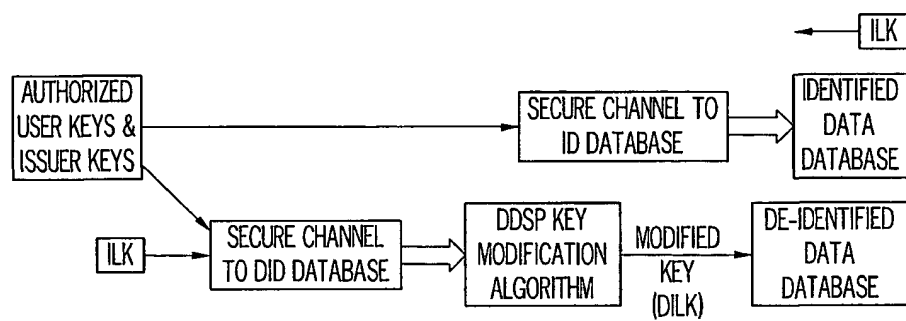 ILK
AUTHORIZED
USER KEYS &
ISSUER KEYS
SECURE CHANNEL TO
ID DATABASE
IDENTIFIED
DATA
DATABASE
ILK
SECURE CHANNEL
TO DID DATABASE
DDSP KEY
MODIFICATION
ALGORITHM
MODIFIED
KEY
(DILK)
DE-IDENTIFIED
DATA
DATABASE